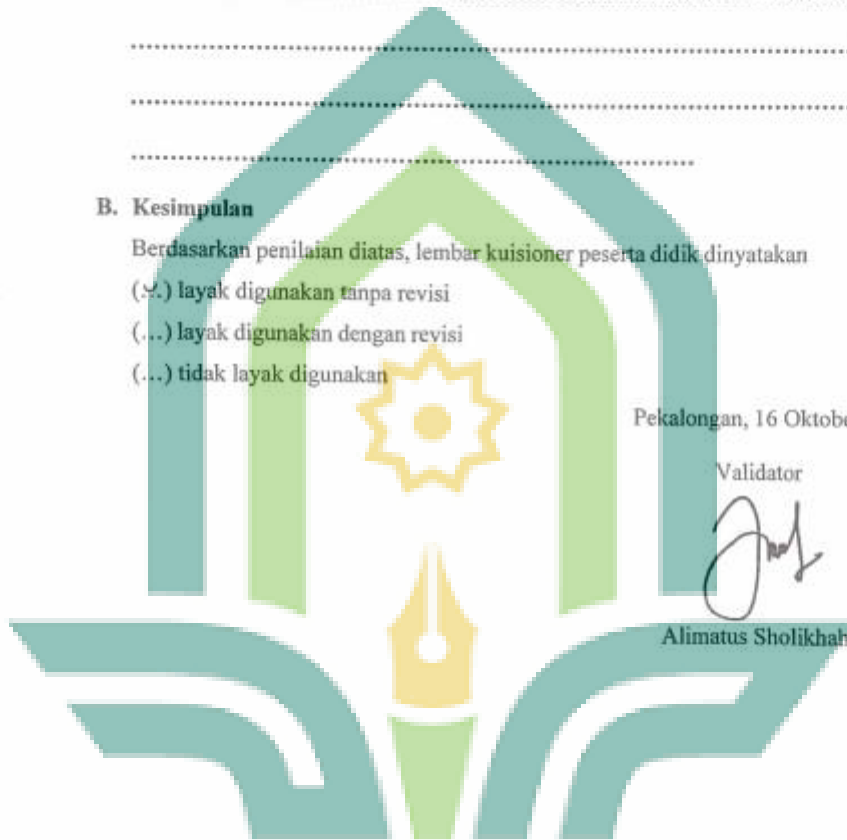 ................................................................................
................................................................................
................................................................
B. Kesimpulan
Berdasarkan penilaian diatas, lembar kuisioner peserta didik dinyatakan
(.✓.) layak digunakan tanpa revisi
(...) layak digunakan dengan revisi
(...) tidak layak digunakan
Pekalongan, 16 Oktobe
Validator
Alimatus Sholikhah